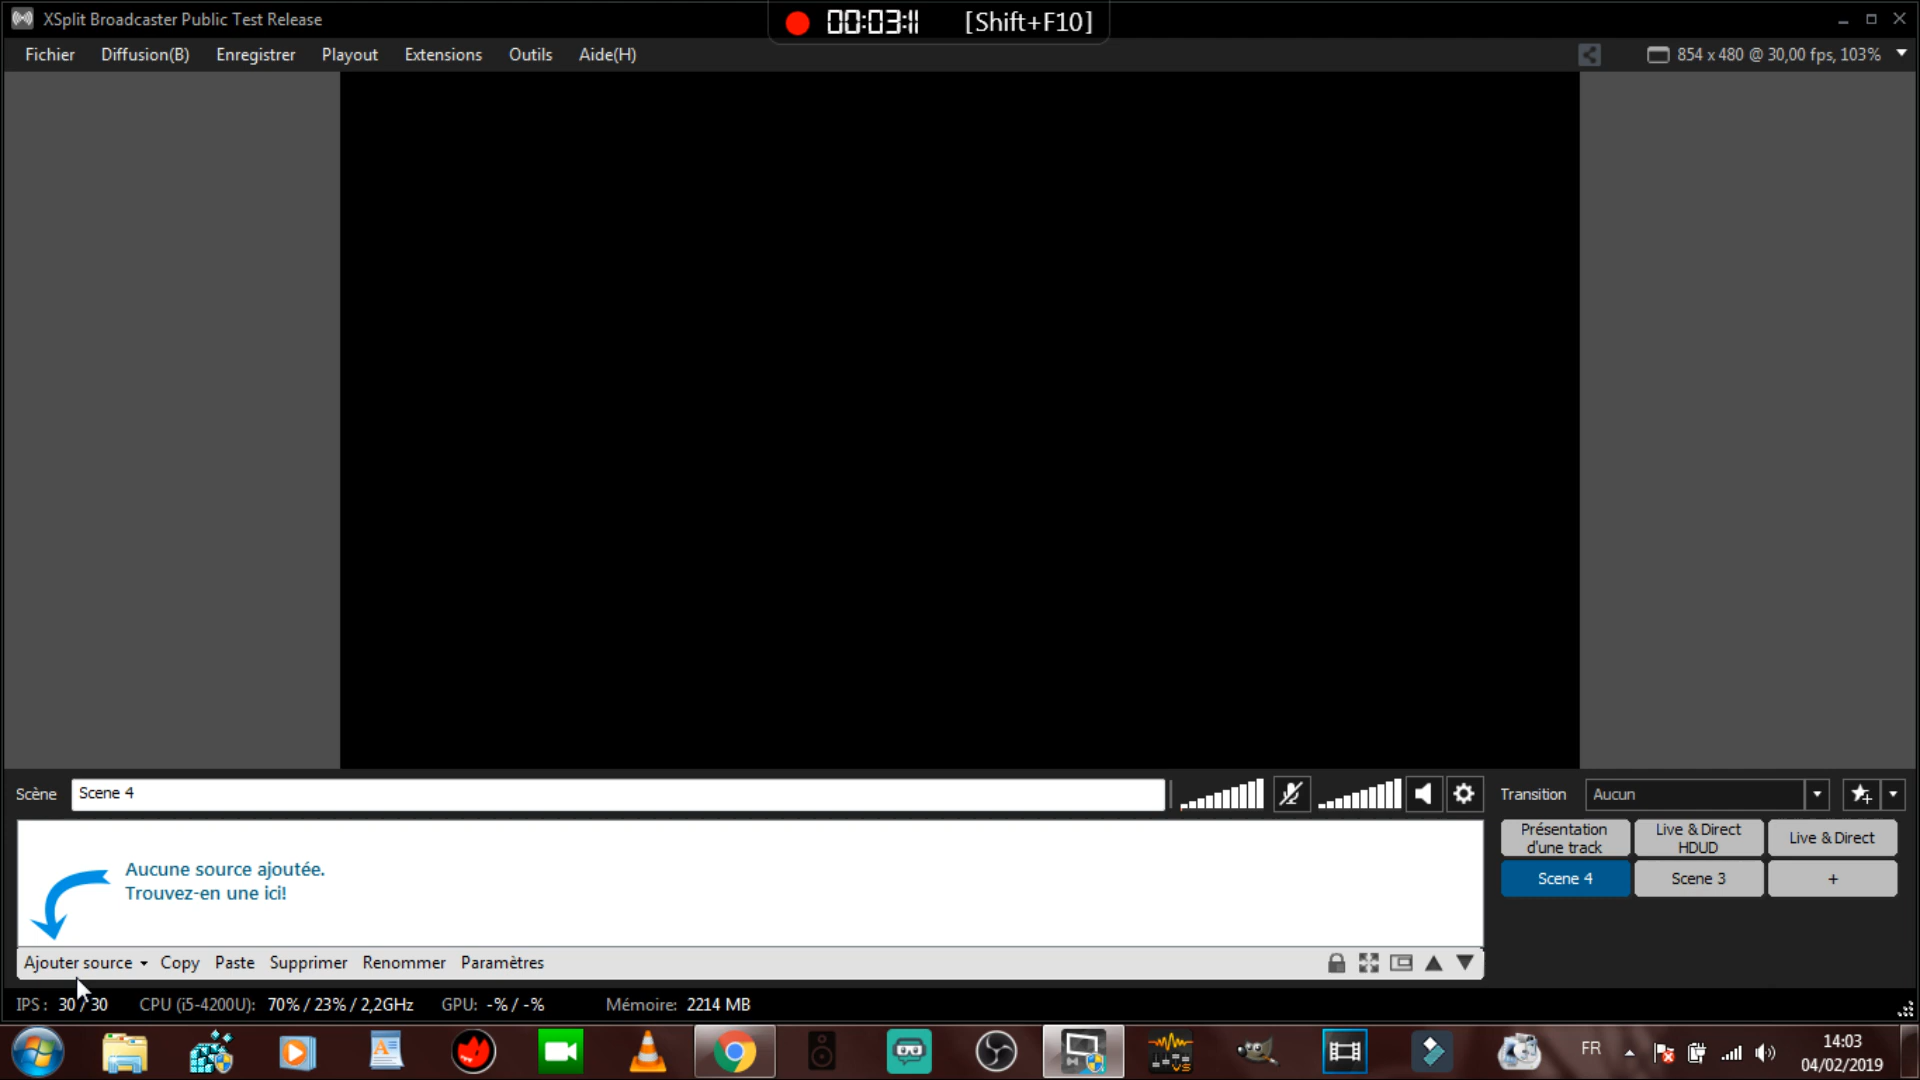 XSplit Broadcaster Public Test Release
00:03:11 [Shift+F10]
Fichier Diffusion(B) Enregistrer Playout Extensions Outils Aide(H)
854 x 480 @ 30,00 fps, 103%
Scène Scene 4
Transition Aucun
Aucune source ajoutée.
Trouvez-en une ici!
Présentation
d'une track
Live & Direct
HDUD
Live & Direct
Scene 4 Scene 3 +
Ajouter source Copy Paste Supprimer Renommer Paramètres
IPS : 30 / 30 CPU (i5-4200U): 70% / 23% / 2,2GHz GPU: -% / -% Mémoire: 2214 MB
VS
FR
14:03
04/02/2019